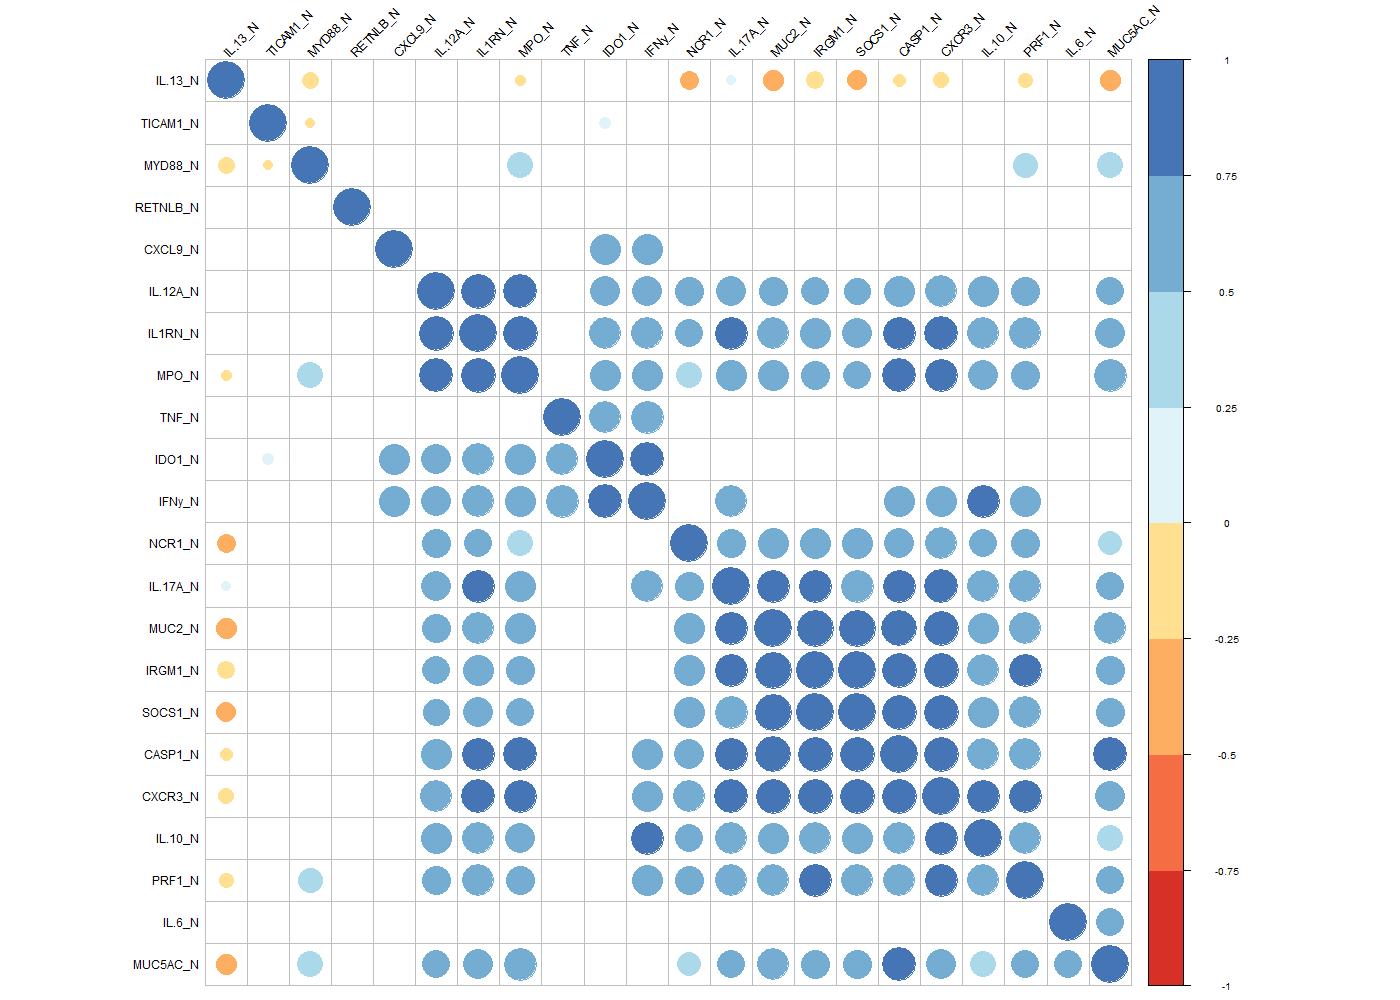 IL.13_N
TICAM1_N
MYD88_N
RETNLB_N
CXCL9_N
IL.12A_N
IL1RN_N
MPO_N
TNF_N
IDO1_N
IFNy_N
NCR1_N
IL.17A_N
MUC2_N
IRGM1_N
SOCS1_N
CASP1_N
CXCR3_N
IL.10_N
PRF1_N
IL.6_N
MUC5AC_N
IL.13_N
TICAM1_N
MYD88_N
RETNLB_N
CXCL9_N
IL.12A_N
IL1RN_N
MPO_N
TNF_N
IDO1_N
IFNy_N
NCR1_N
IL.17A_N
MUC2_N
IRGM1_N
SOCS1_N
CASP1_N
CXCR3_N
IL.10_N
PRF1_N
IL.6_N
MUC5AC_N
1
0.75
0.5
0.25
0
-0.25
-0.5
-0.75
-1